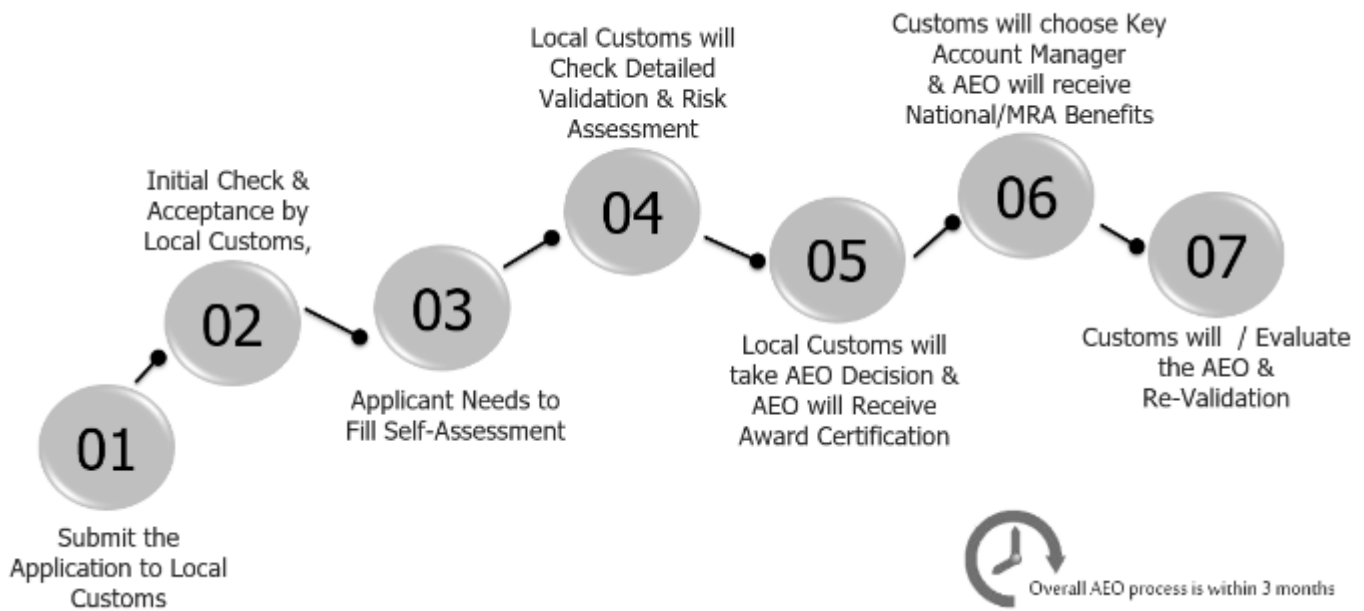 01
Submit the
Application to Local
Customs
Initial Check &
Acceptance by
Local Customs,
02
03
Applicant Needs to
Fill Self-Assessment
Local Customs will
Check Detailed
Validation & Risk
Assessment
04
05
Local Customs will
take AEO Decision &
AEO will Receive
Award Certification
Customs will choose Key
Account Manager
& AEO will receive
National/MRA Benefits
06
07
Customs will  / Evaluate
the AEO &
Re-Validation
Overall AEO process is within 3 months